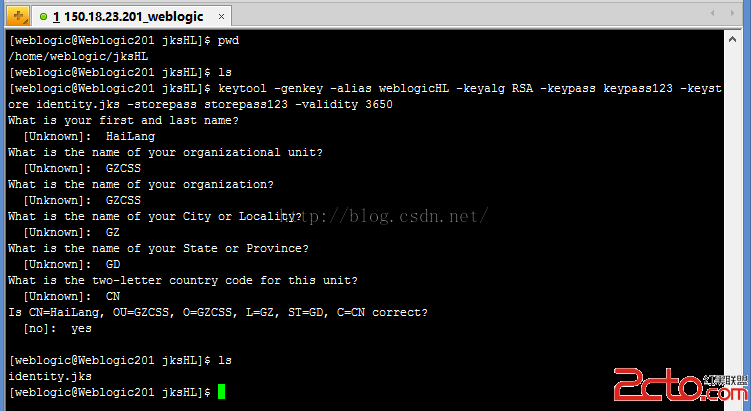 1 150.18.23.201_weblogic
[weblogic@Weblogic201 jksHL]$ pwd
/home/weblogic/jksHL
[weblogic@Weblogic201 jksHL]$ ls
[weblogic@Weblogic201 jksHL]$ keytool -genkey -alias weblogicHL -keyalg RSA -keypass keypass123 -keyst
ore identity.jks -storepass storepass123 -validity 3650
What is your first and last name?
[Unknown]: HaiLang
What is the name of your organizational unit?
[Unknown]: GZCSS
What is the name of your organization?
[Unknown]: GZCSS
What is the name of your City or Locality?
http://blog.csdn.net/
[Unknown]: GZ
What is the name of your State or Province?
[Unknown]: GD
What is the two-letter country code for this unit?
[Unknown]: CN
Is CN=HaiLang, OU=GZCSS, O=GZCSS, L=GZ, ST=GD, C=CN correct?
[no]: yes
[weblogic@Weblogic201 jksHL]$ ls
identity.jks
[weblogic@Weblogic201 jksHL]$
2cto.com
红黑联盟